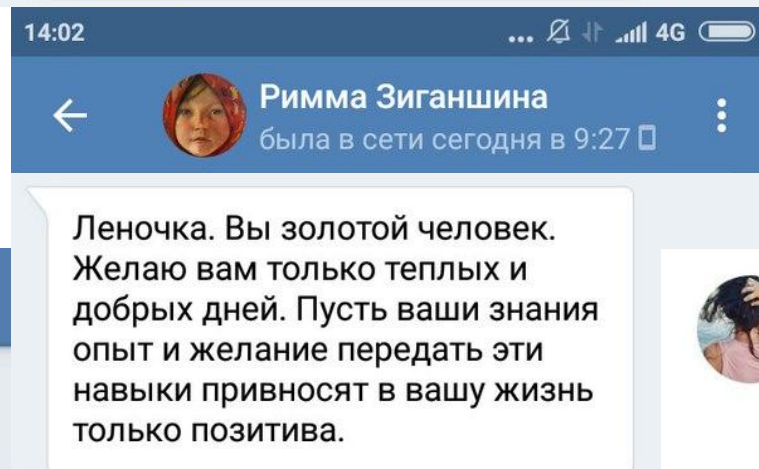 14:02 ... 4G
Римма Зиганшина
была в сети сегодня в 9:27
Леночка. Вы золотой человек.
Желаю вам только теплых и
добрых дней. Пусть ваши знания
опыт и желание передать эти
навыки привносят в вашу жизнь
только позитива.